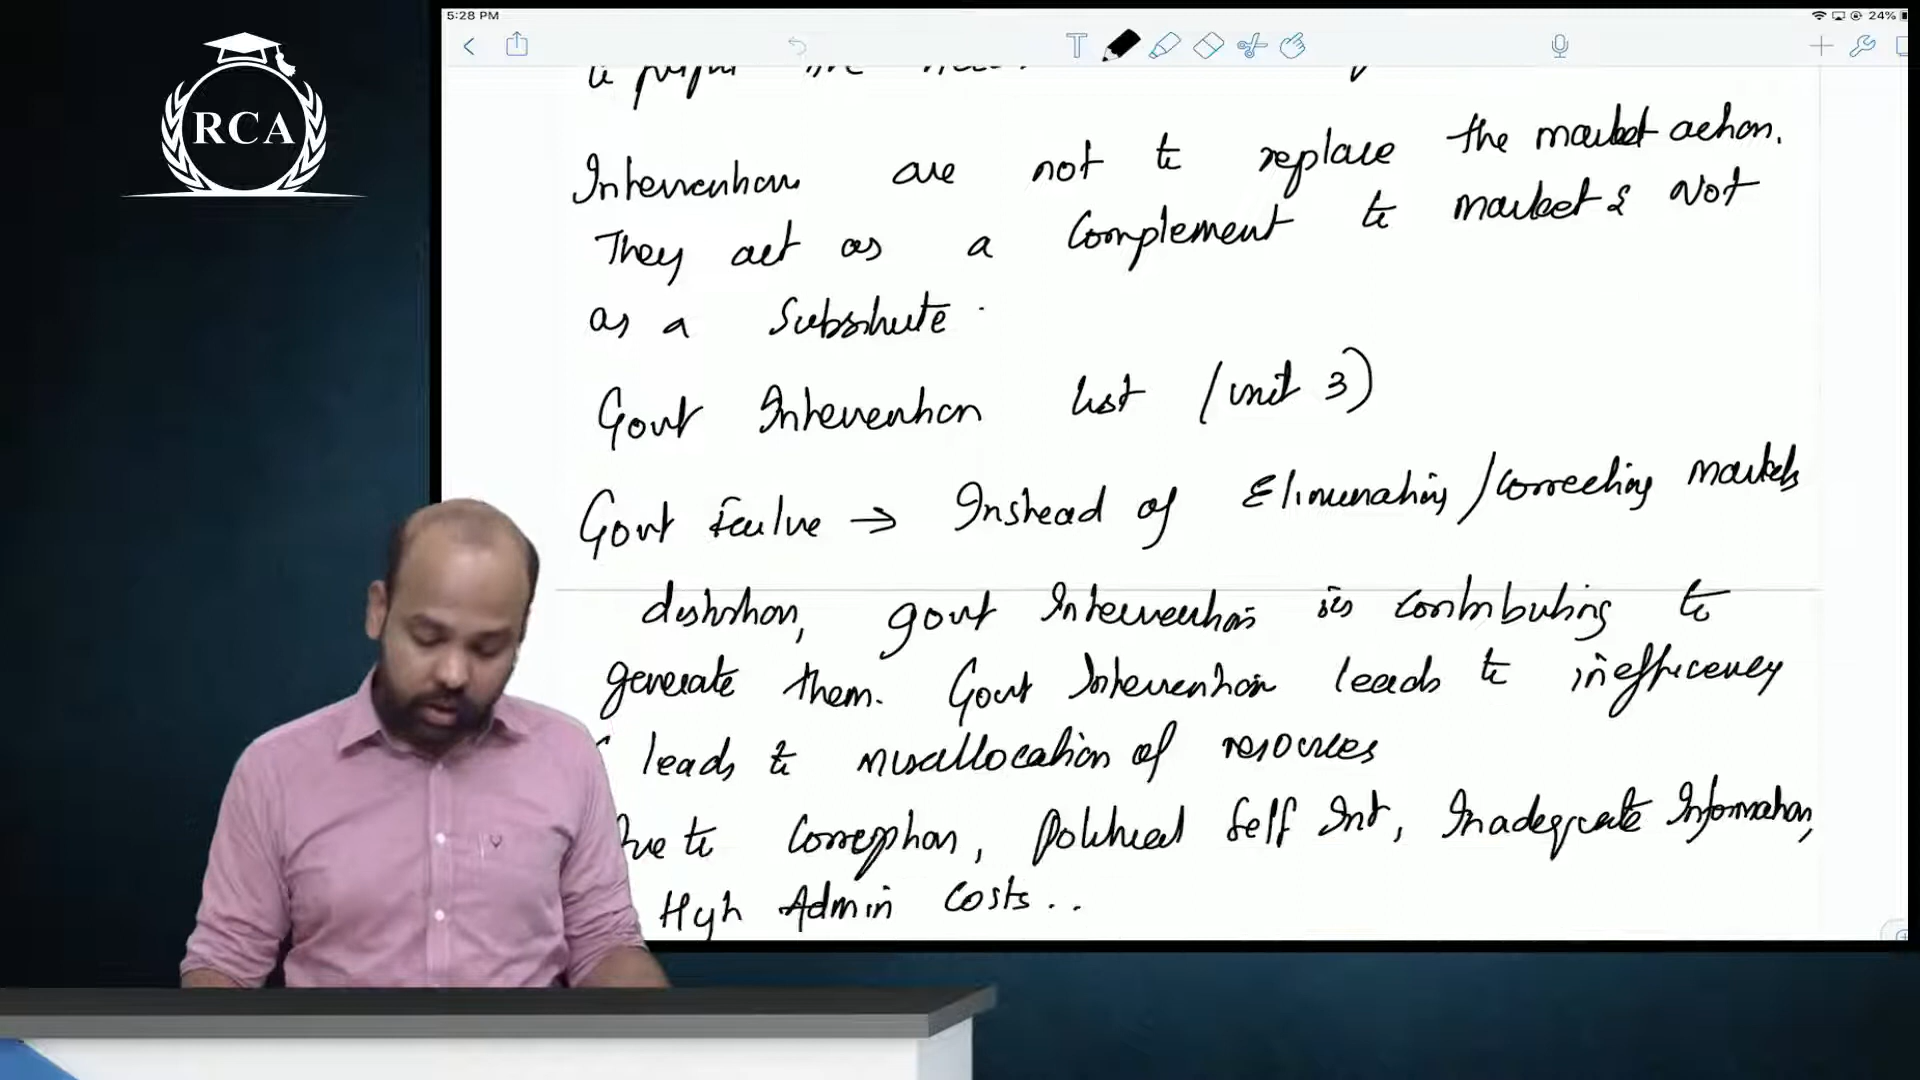 5:28 PM
24%
RCA
T
Interventions are not to replace the market action.
They act as a Complement to market & Not
as a Substitute.
Govt Intervention list (unit 3)
Govt Failure → Instead of Eliminating/correcting markets
distortion, govt Intervention is contributing to
generate them. Govt Intervention leads to inefficency
leads to misallocation of resources
Due to Corruption, Political Self Int, Inadequate Information,
High Admin Costs..